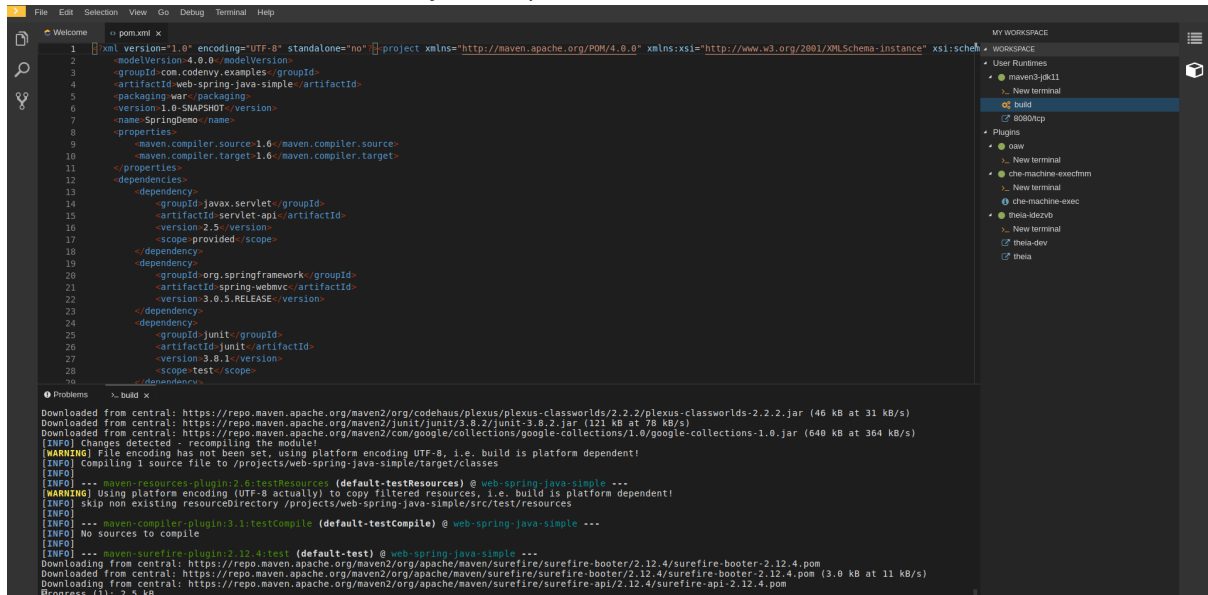 File Edit Selection View Go Debug Terminal Help
Welcome
pom.xml ×
1 <?xml version="1.0" encoding="UTF-8" standalone="no"?><project xmlns="http://maven.apache.org/POM/4.0.0" xmlns:xsi="http://www.w3.org/2001/XMLSchema-instance" xsi:schem
2 <modelVersion>4.0.0</modelVersion>
3 <groupId>com.codenvy.examples</groupId>
4 <artifactId>web-spring-java-simple</artifactId>
5 <packaging>war</packaging>
6 <version>1.0-SNAPSHOT</version>
7 <name>SpringDemo</name>
8 <properties>
9 <maven.compiler.source>1.6</maven.compiler.source>
10 <maven.compiler.target>1.6</maven.compiler.target>
11 </properties>
12 <dependencies>
13 <dependency>
14 <groupId>javax.servlet</groupId>
15 <artifactId>servlet-api</artifactId>
16 <version>2.5</version>
17 <scope>provided</scope>
18 </dependency>
19 <dependency>
20 <groupId>org.springframework</groupId>
21 <artifactId>spring-webmvc</artifactId>
22 <version>3.0.5.RELEASE</version>
23 </dependency>
24 <dependency>
25 <groupId>junit</groupId>
26 <artifactId>junit</artifactId>
27 <version>3.8.1</version>
28 <scope>test</scope>
29 </dependency>
Problems
>_ build ×
Downloaded from central: https://repo.maven.apache.org/maven2/org/codehaus/plexus/plexus-classworlds/2.2.2/plexus-classworlds-2.2.2.jar (46 kB at 31 kB/s)
Downloaded from central: https://repo.maven.apache.org/maven2/junit/junit/3.8.2/junit-3.8.2.jar (121 kB at 78 kB/s)
Downloaded from central: https://repo.maven.apache.org/maven2/com/google/collections/google-collections/1.0/google-collections-1.0.jar (640 kB at 364 kB/s)
[INFO] Changes detected - recompiling the module!
[WARNING] File encoding has not been set, using platform encoding UTF-8, i.e. build is platform dependent!
[INFO] Compiling 1 source file to /projects/web-spring-java-simple/target/classes
[INFO]
[INFO] --- maven-resources-plugin:2.6:testResources (default-testResources) @ web-spring-java-simple ---
[WARNING] Using platform encoding (UTF-8 actually) to copy filtered resources, i.e. build is platform dependent!
[INFO] skip non existing resourceDirectory /projects/web-spring-java-simple/src/test/resources
[INFO]
[INFO] --- maven-compiler-plugin:3.1:testCompile (default-testCompile) @ web-spring-java-simple ---
[INFO] No sources to compile
[INFO]
[INFO] --- maven-surefire-plugin:2.12.4:test (default-test) @ web-spring-java-simple ---
Downloading from central: https://repo.maven.apache.org/maven2/org/apache/maven/surefire/surefire-booter/2.12.4/surefire-booter-2.12.4.pom
Downloaded from central: https://repo.maven.apache.org/maven2/org/apache/maven/surefire/surefire-booter/2.12.4/surefire-booter-2.12.4.pom (3.0 kB at 11 kB/s)
Downloading from central: https://repo.maven.apache.org/maven2/org/apache/maven/surefire/surefire-api/2.12.4/surefire-api-2.12.4.pom
Progress (1): 2.5 kB
MY WORKSPACE
WORKSPACE
User Runtimes
maven3-jdk11
>_ New terminal
build
8080/tcp
Plugins
oaw
>_ New terminal
che-machine-execfmm
>_ New terminal
che-machine-exec
theia-idezvb
>_ New terminal
theia-dev
theia